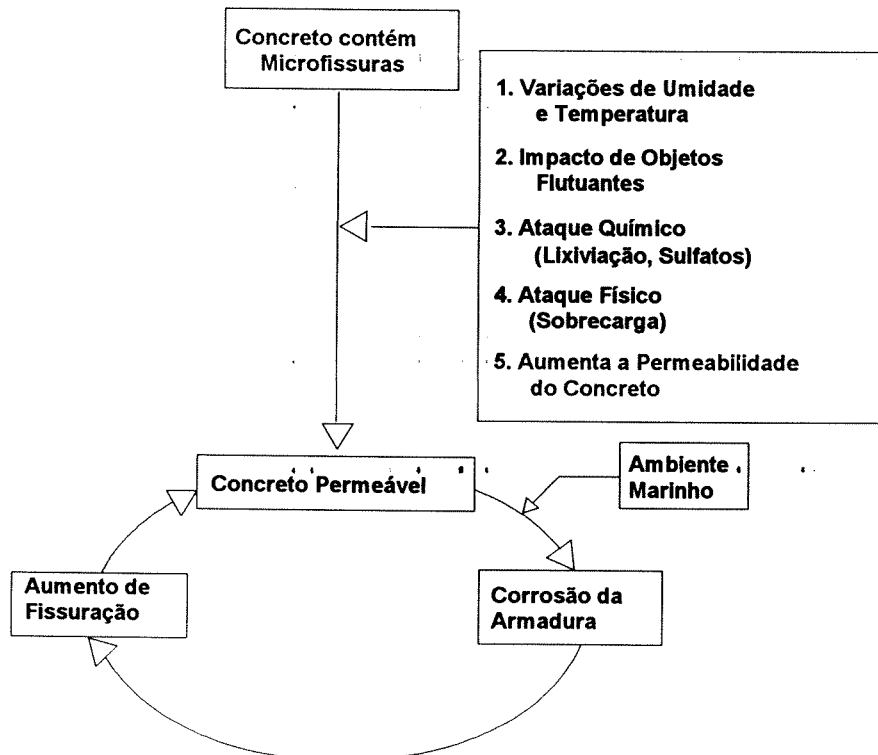 Concreto contém
Microfissuras
1. Variações de Umidade
e Temperatura
2. Impacto de Objetos
Flutuantes
3. Ataque Químico
(Lixiviação, Sulfatos)
4. Ataque Físico
(Sobrecarga)
5. Aumenta a Permeabilidade
do Concreto
Concreto Permeável
Ambiente
Marinho
Aumento de
Fissuração
Corrosão da
Armadura